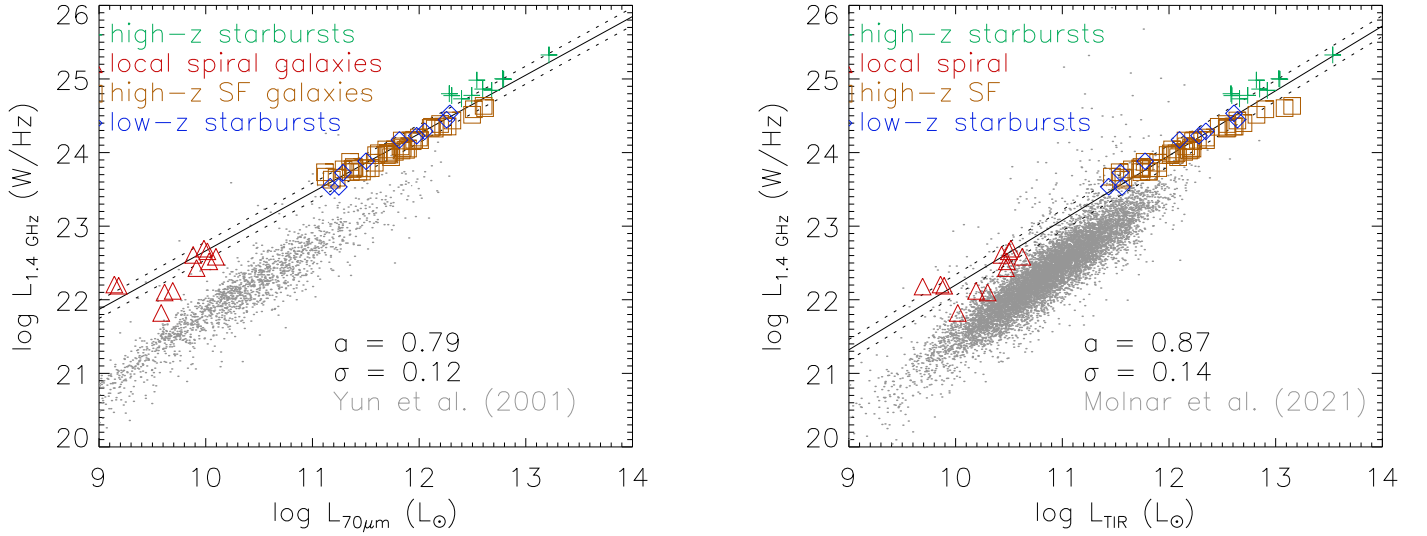 26
25
24
23
22
21
20
log L1.4 GHz (W/Hz)
high-z starbursts
local spiral galaxies
high-z SF galaxies
low-z starbursts
a = 0.79
σ = 0.12
Yun et al. (2001)
9 10 11 12 13 14
log L70μm (L⊙)
26
25
24
23
22
21
20
log L1.4 GHz (W/Hz)
high-z starbursts
local spiral
high-z SF
low-z starbursts
a = 0.87
σ = 0.14
Molnar et al. (2021)
9 10 11 12 13 14
log LTIR (L⊙)